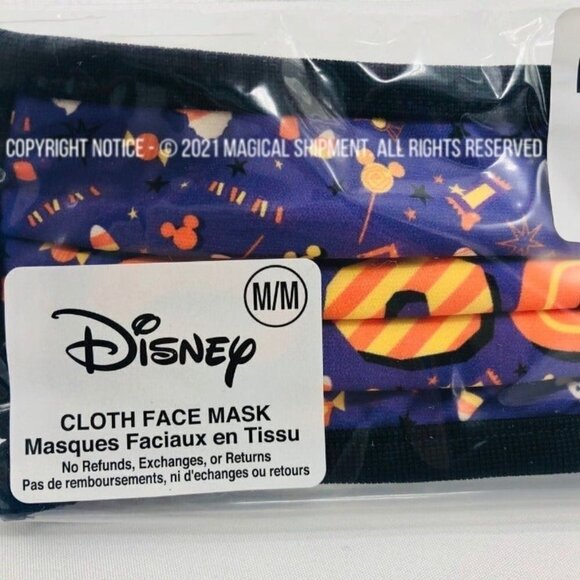 COPYRIGHT NOTICE - © 2021 MAGICAL SHIPMENT. ALL RIGHTS RESERVED
M/M
Disney
CLOTH FACE MASK
Masques Faciaux en Tissu
No Refunds, Exchanges, or Returns
Pas de remboursements, ni d'echanges ou retours